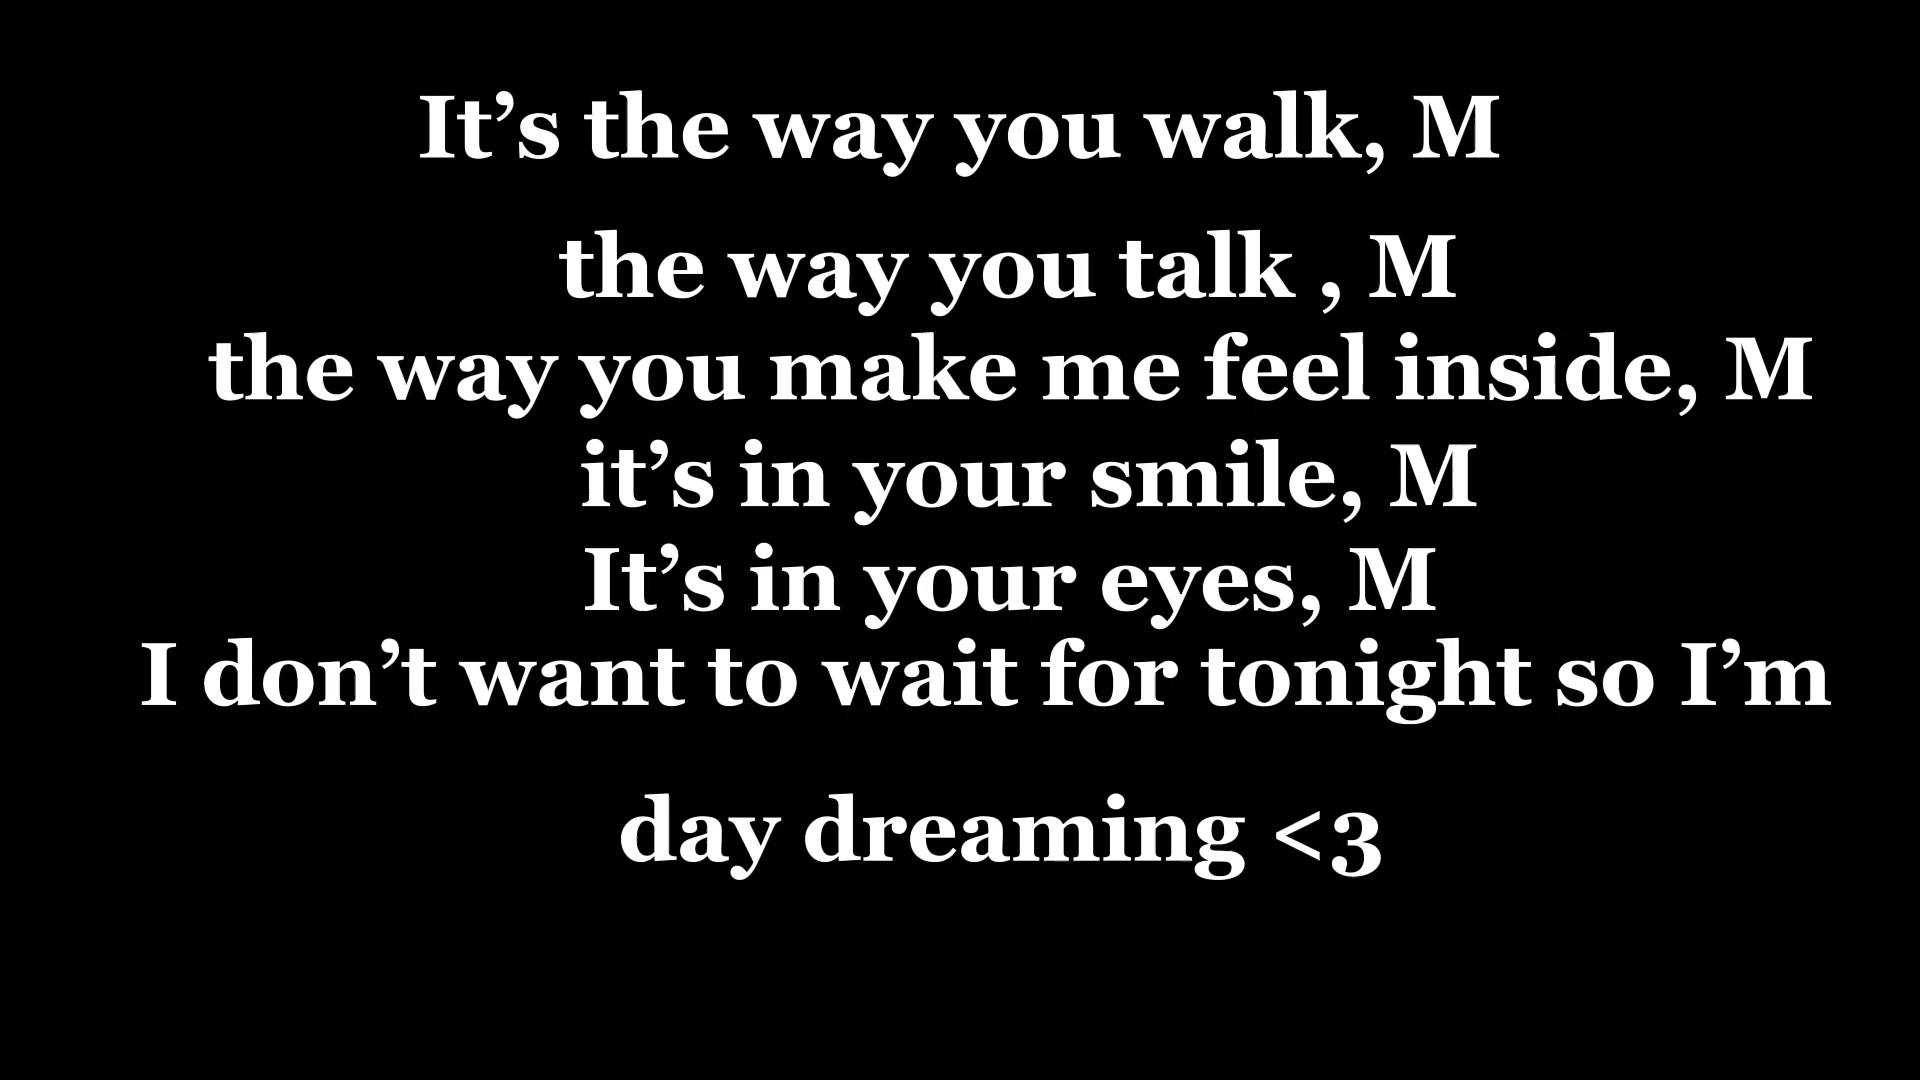 It’s the way you walk, M
the way you talk , M
the way you make me feel inside, M
it’s in your smile, M
It’s in your eyes, M
I don’t want to wait for tonight so I’m
day dreaming <3